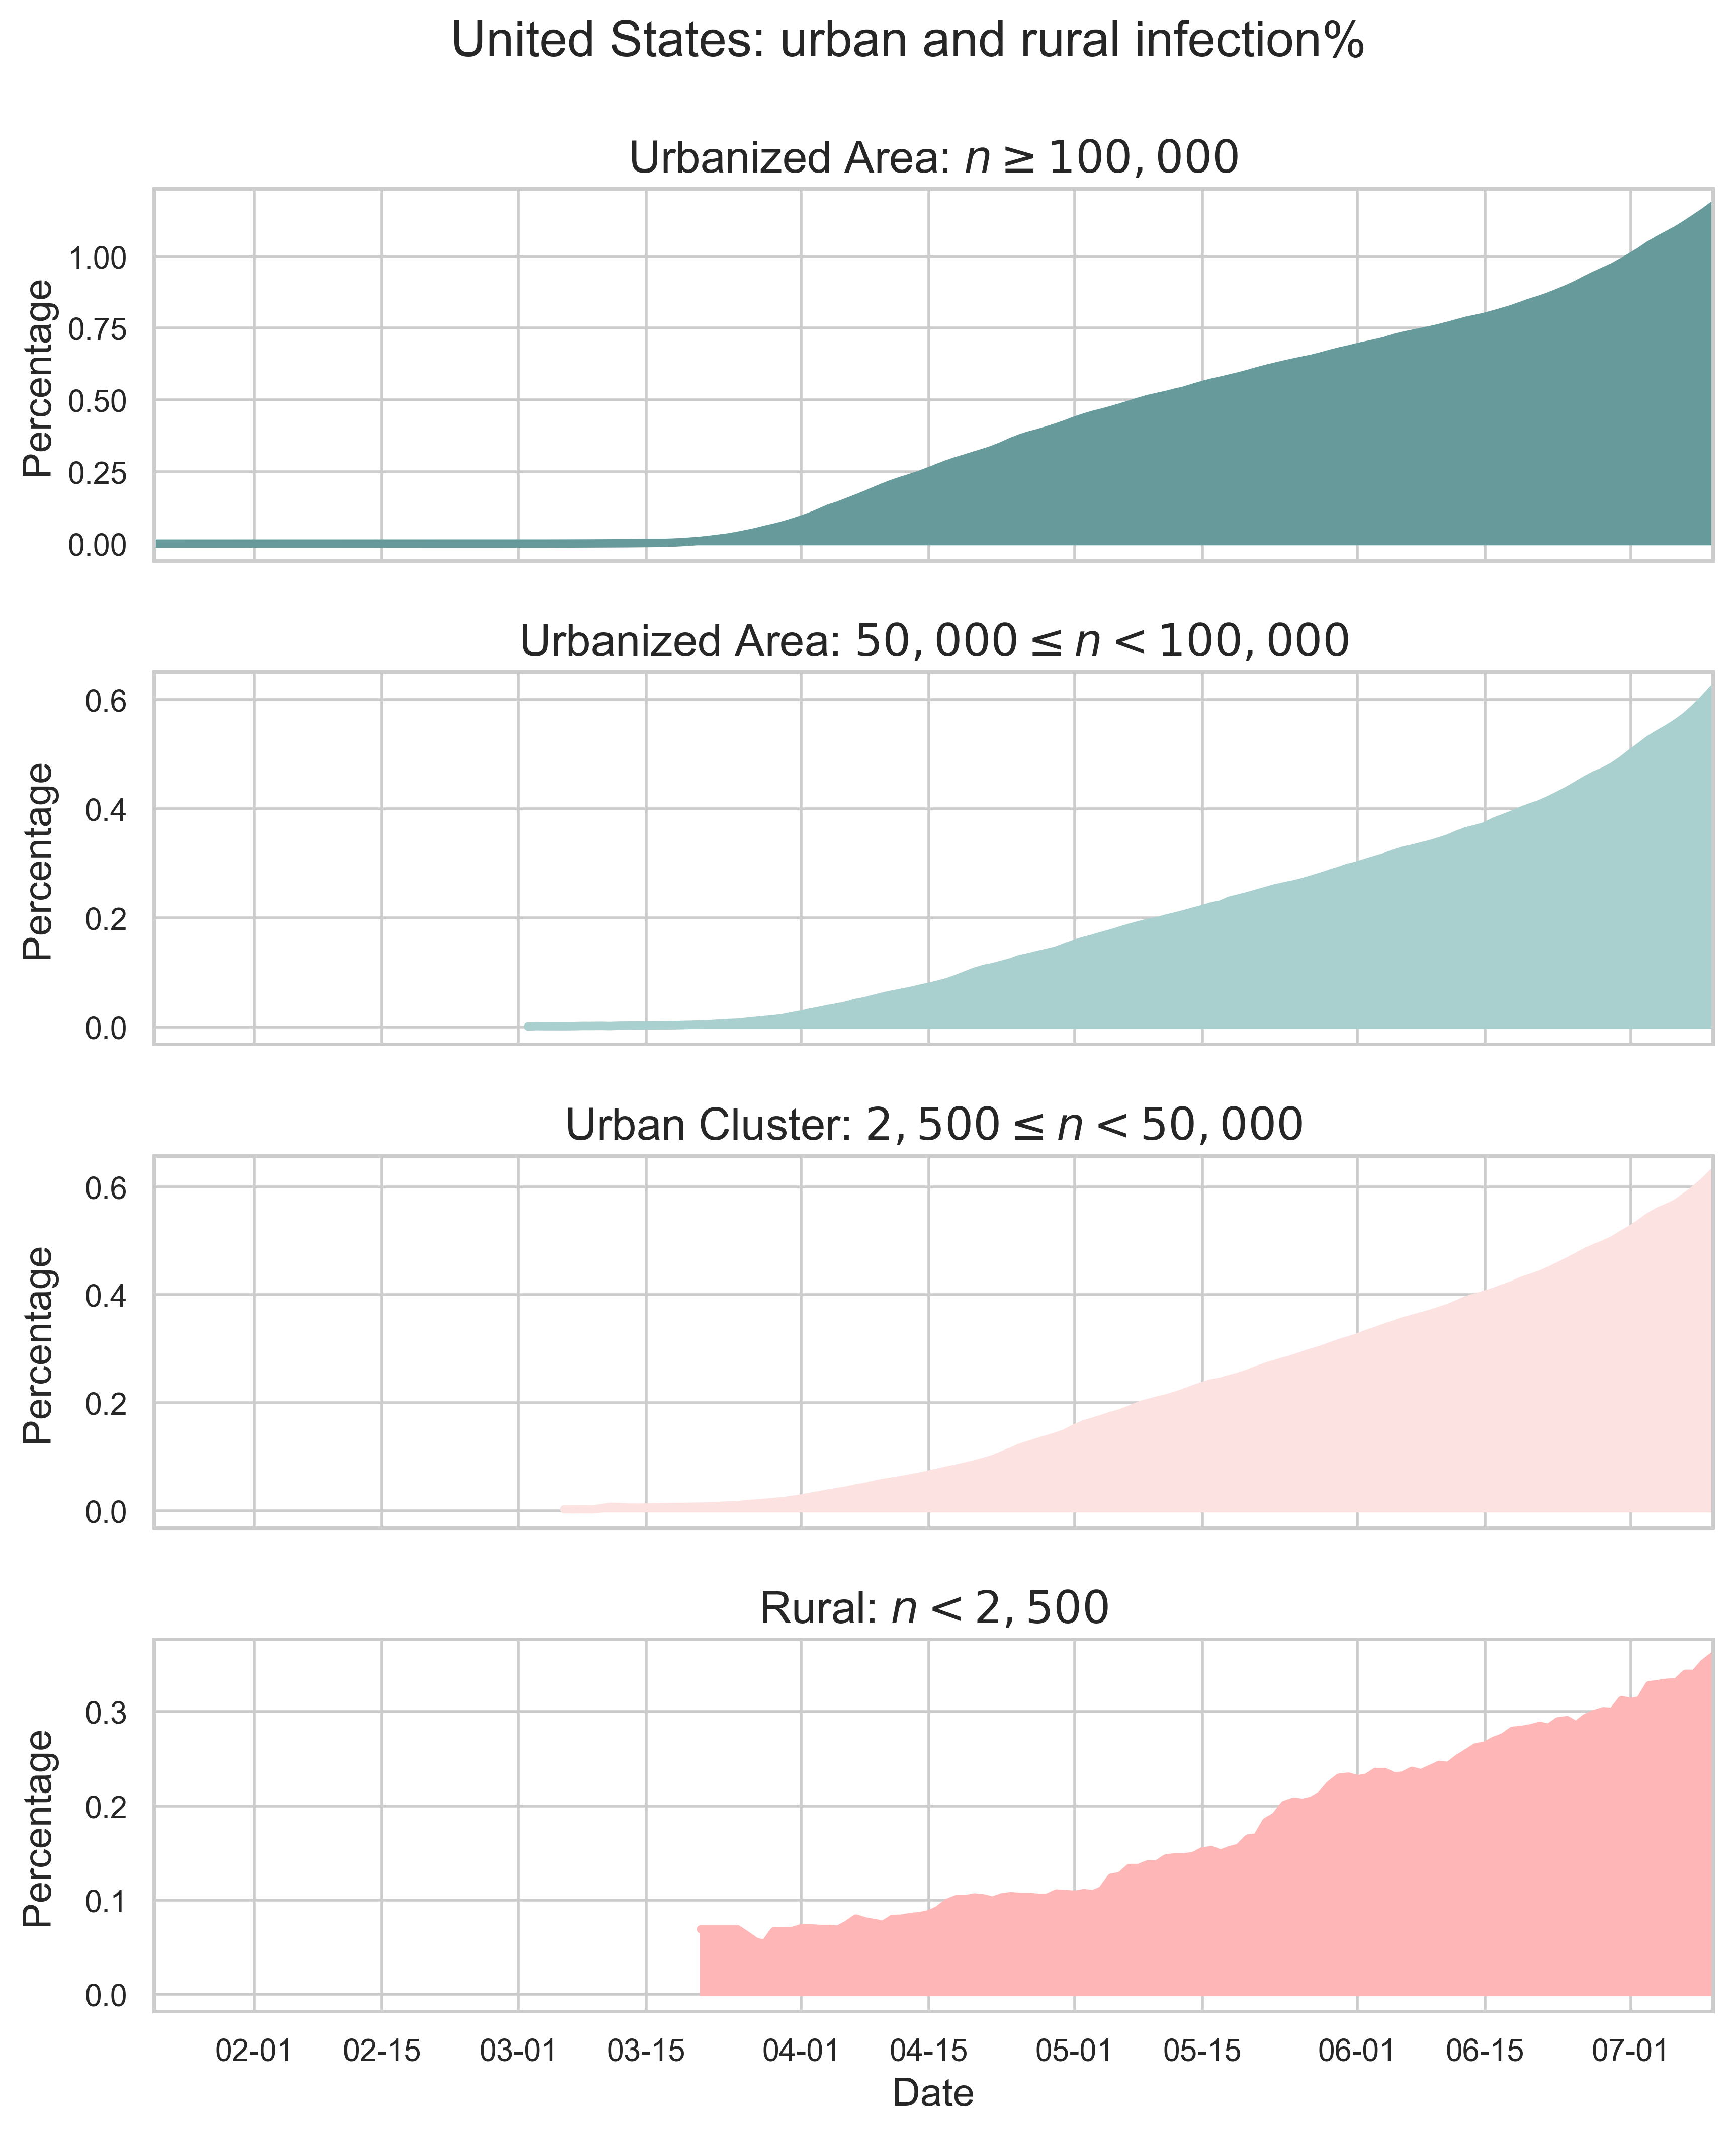 United States: urban and rural infection%
Urbanized Area: n ≥ 100,000
Percentage
1.00
0.75
0.50
0.25
0.00
Urbanized Area: 50,000 ≤ n < 100,000
Percentage
0.6
0.4
0.2
0.0
Urban Cluster: 2,500 ≤ n < 50,000
Percentage
0.6
0.4
0.2
0.0
Rural: n < 2,500
Percentage
0.3
0.2
0.1
0.0
02-01 02-15 03-01 03-15 04-01 04-15 05-01 05-15 06-01 06-15 07-01
Date